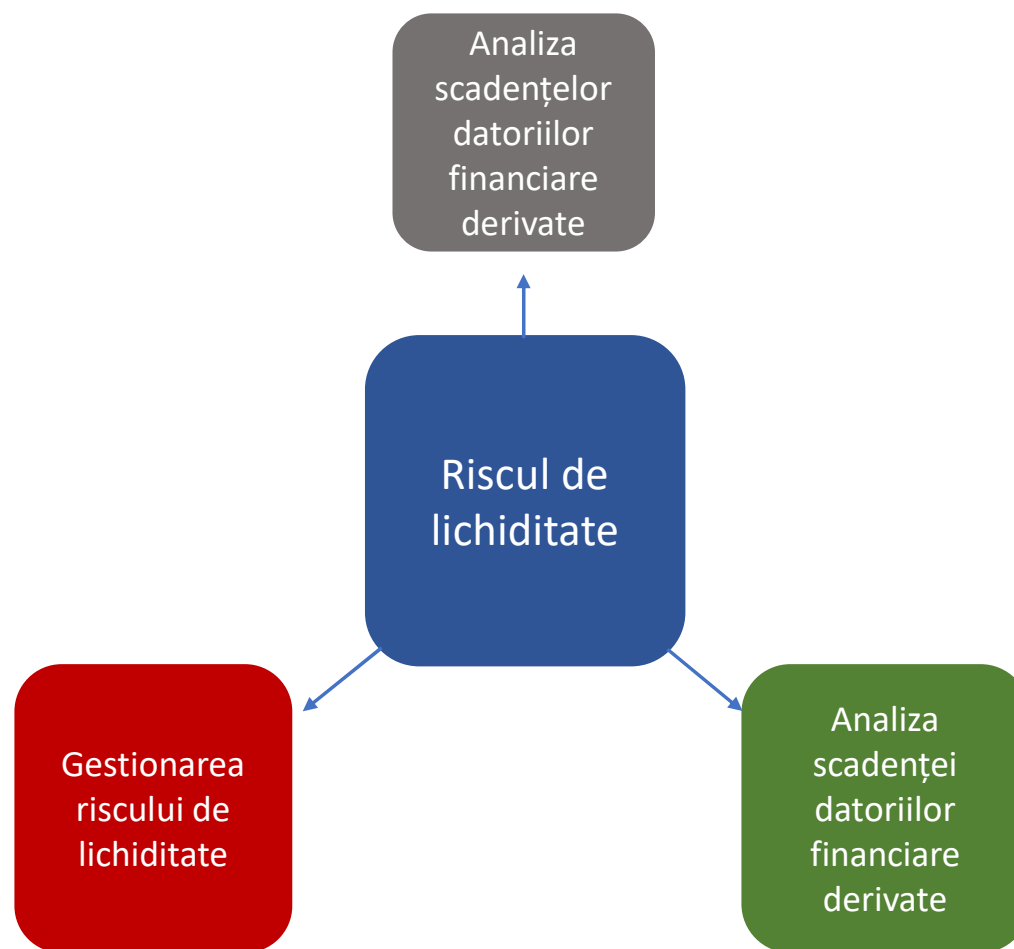 Analiza
scadențelor
datoriilor
financiare
derivate
Riscul de
lichiditate
Gestionarea
riscului de
lichiditate
Analiza
scadenței
datoriilor
financiare
derivate